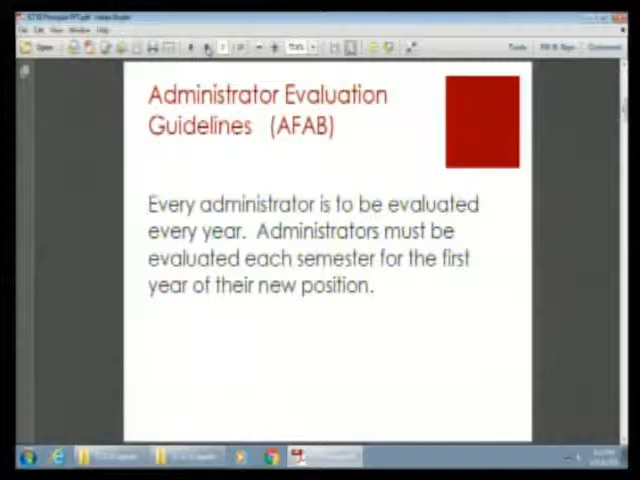 Administrator Evaluation
Guidelines (AFAB)
Every administrator is to be evaluated
every year. Administrators must be
evaluated each semester for the first
year of their new position.